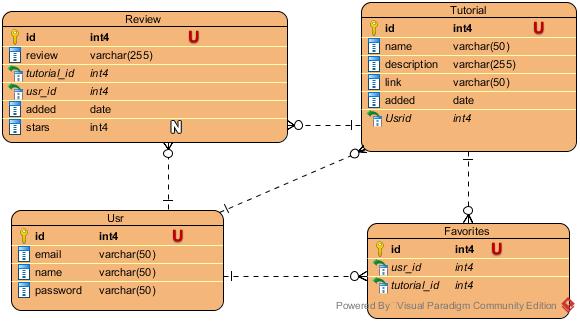 Review
id int4 U
review varchar(255)
tutorial_id int4
usr_id int4
added date
stars int4 N
Tutorial
id int4 U
name varchar(50)
description varchar(255)
link varchar(50)
added date
Usrid int4
Usr
id int4 U
email varchar(50)
name varchar(50)
password varchar(50)
Favorites
id int4 U
usr_id int4
tutorial_id int4
Powered By Visual Paradigm Community Edition